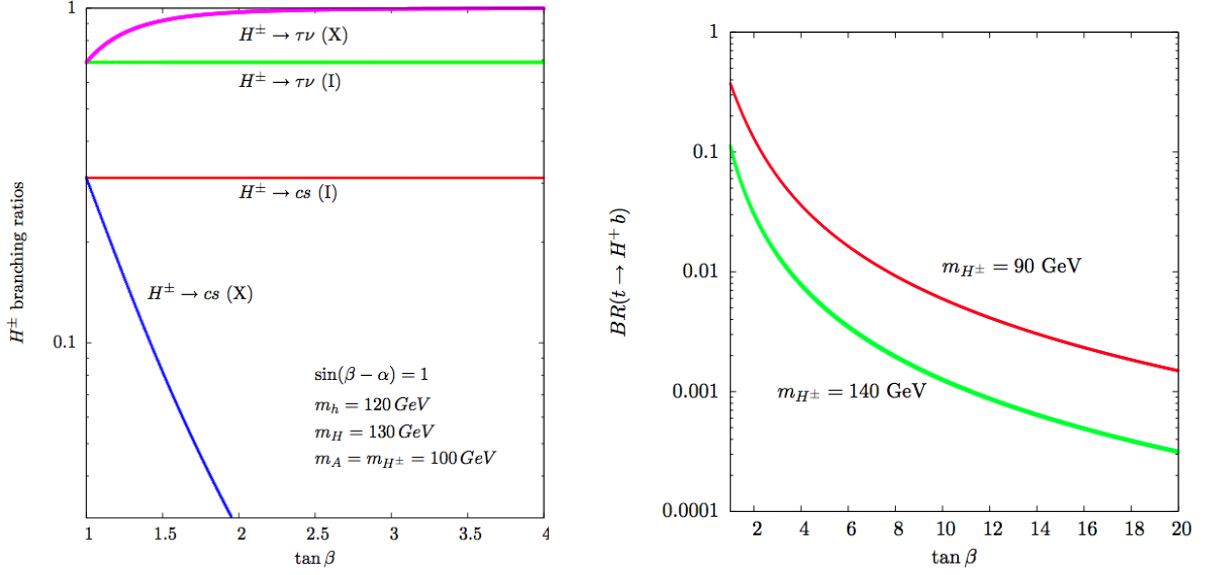 1
0.1
H± branching ratios
H± → τν (X)
H± → τν (I)
H± → cs (I)
H± → cs (X)
sin(β − α) = 1
m_h = 120 GeV
m_H = 130 GeV
m_A = m_H± = 100 GeV
1 1.5 2 2.5 3 3.5 4
tan β
1
0.1
0.01
0.001
0.0001
BR(t → H⁺b)
m_H± = 90 GeV
m_H± = 140 GeV
2 4 6 8 10 12 14 16 18 20
tan β